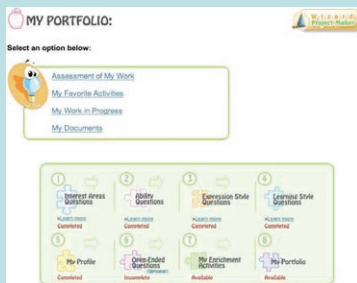 MY PORTFOLIO:
Wizard
Project Maker
Select an option below:
Assessment of My Work
My Favorite Activities
My Work in Progress
My Documents
1
2
3
4
Interest Areas
Questions
Ability
Questions
Expression Style
Questions
Learning Style
Questions
Learn more
Learn more
Learn more
Learn more
Completed
Completed
Completed
Completed
5
6
7
8
My Profile
Open-Ended
Questions
My Enrichment
Activities
My Portfolio
Completed
Incomplete
Available
Available